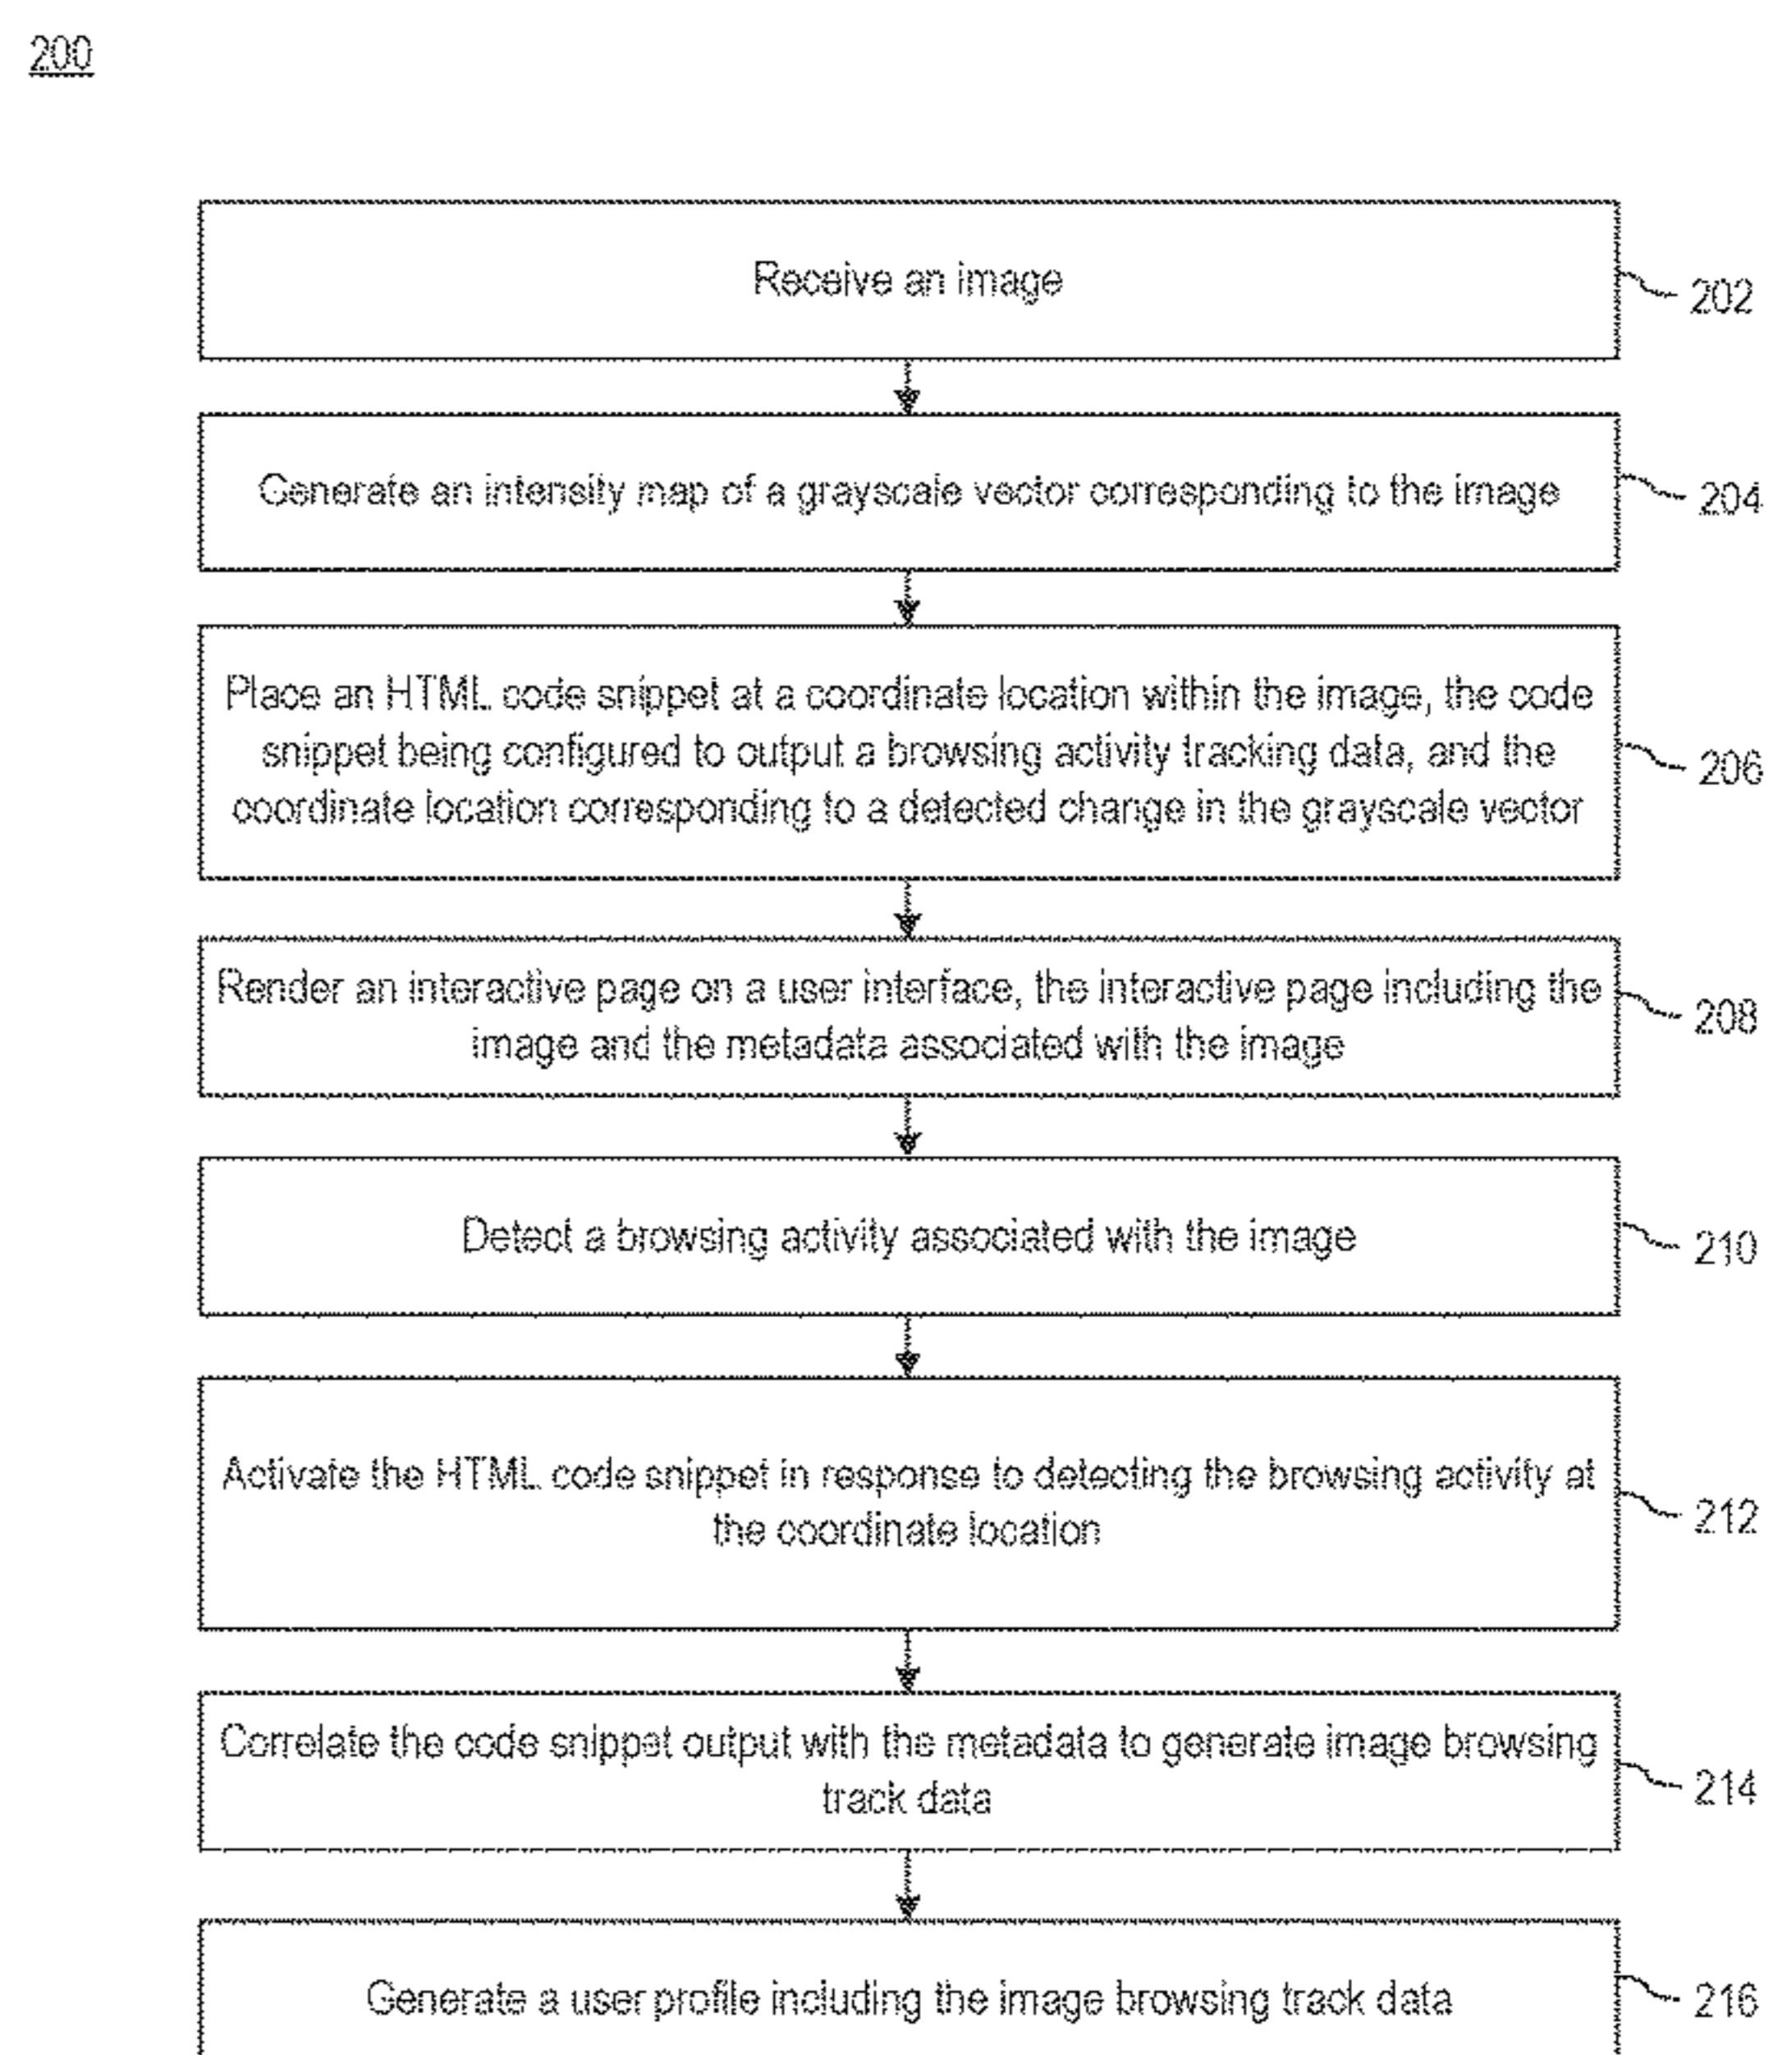 200
Receive an image
202
Generate an intensity map of a grayscale vector corresponding to the image
204
Place an HTML code snippet at a coordinate location within the image, the code
snippet being configured to output a browsing activity tracking data, and the
coordinate location corresponding to a detected change in the grayscale vector
206
Render an interactive page on a user interface, the interactive page including the
image and the metadata associated with the image
208
Detect a browsing activity associated with the image
210
Activate the HTML code snippet in response to detecting the browsing activity at
the coordinate location
212
Correlate the code snippet output with the metadata to generate image browsing
track data
214
Generate a user profile including the image browsing track data
216